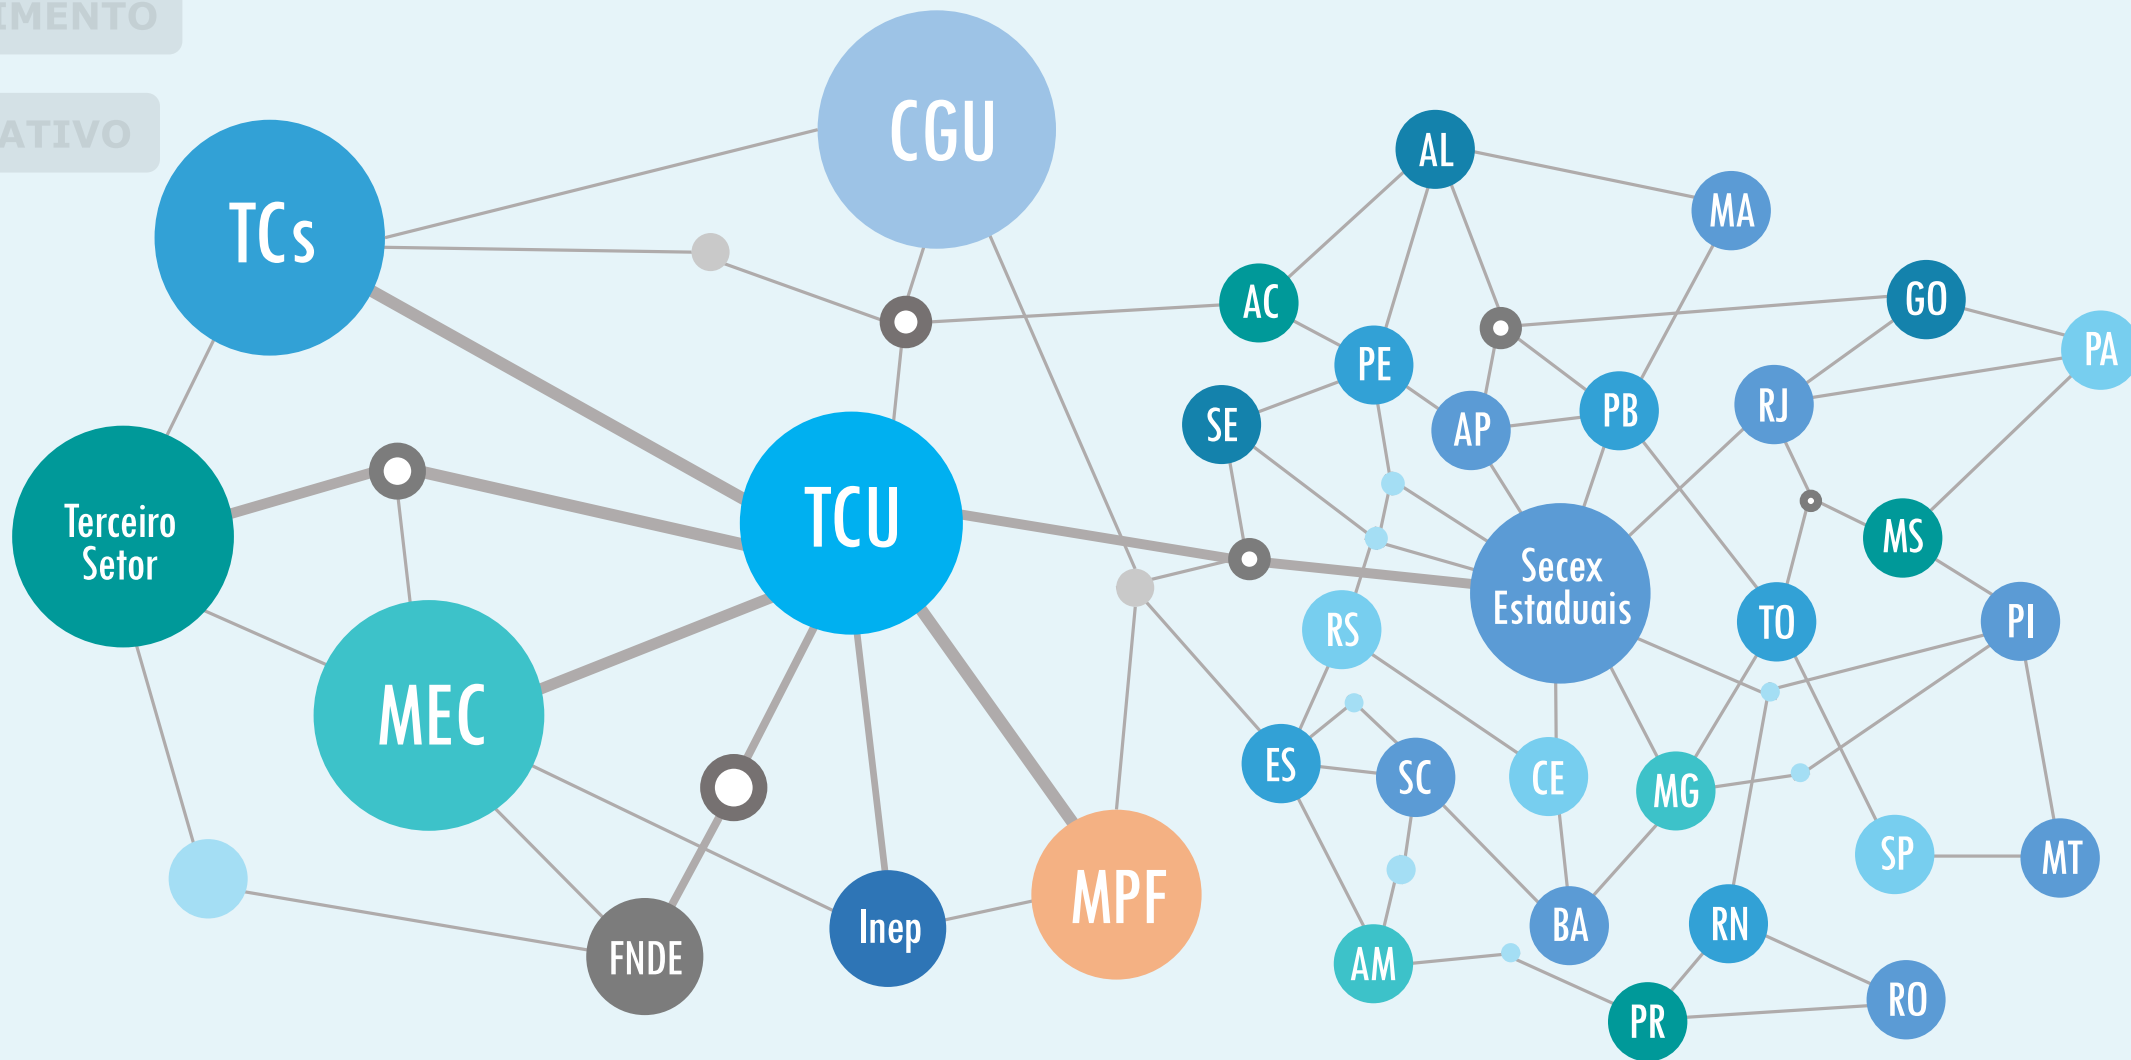 IMENTO
ATIVO
CGU
TCs
AL
MA
AC
GO
PA
PE
PB
RJ
SE
AP
TCU
Terceiro
Setor
MS
Secex
Estaduais
RS
TO
PI
MEC
ES
SC
CE
MG
SP
MT
MPF
Inep
FNDE
BA
RN
AM
PR
RO